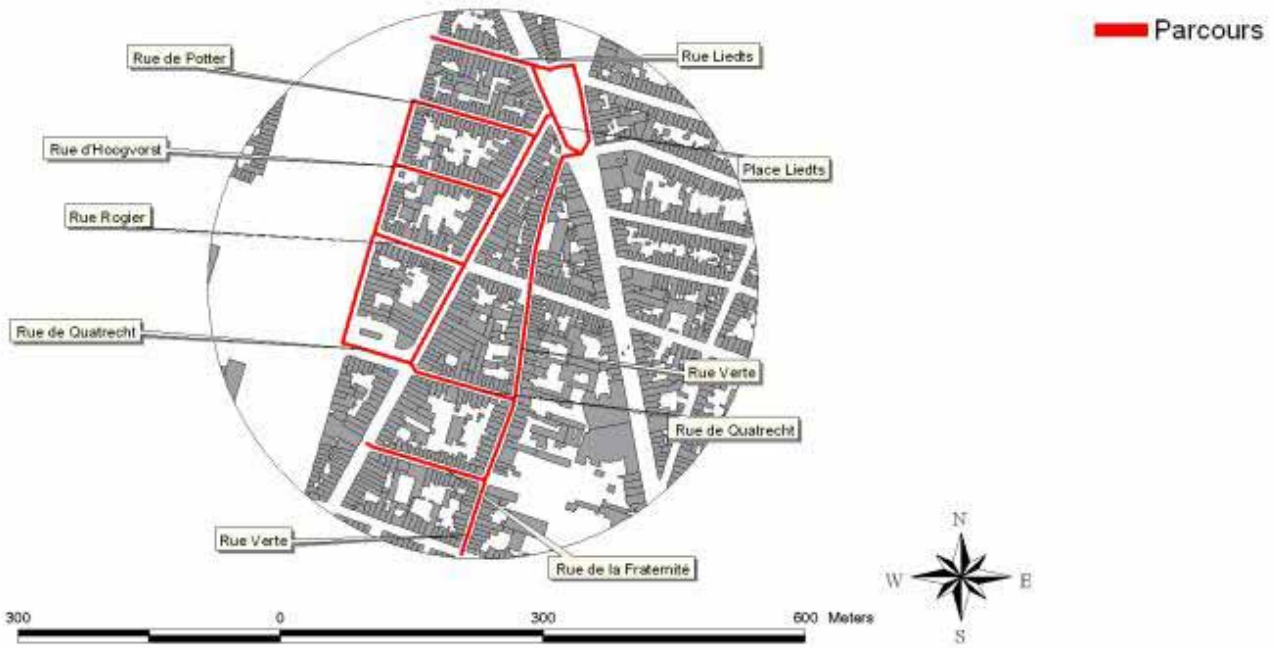 Parcours
Rue de Potter
Rue Liedts
Rue d'Hoogvorst
Place Liedts
Rue Rogier
Rue de Quatrecht
Rue Verte
Rue de Quatrecht
Rue Verte
Rue de la Fraternité
N
W E
S
300 0 300 600 Meters